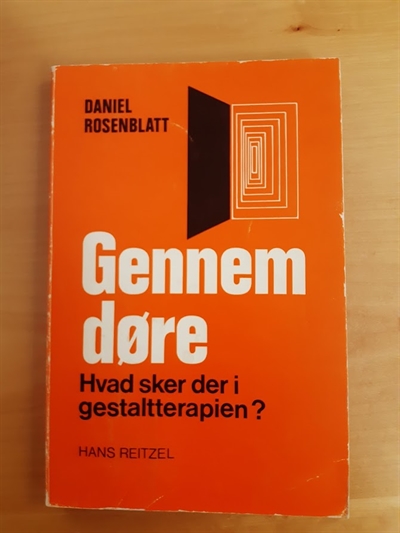 DANIEL
ROSENBLATT
Gennem
døre
Hvad sker der i
gestaltterapien?
HANS REITZEL